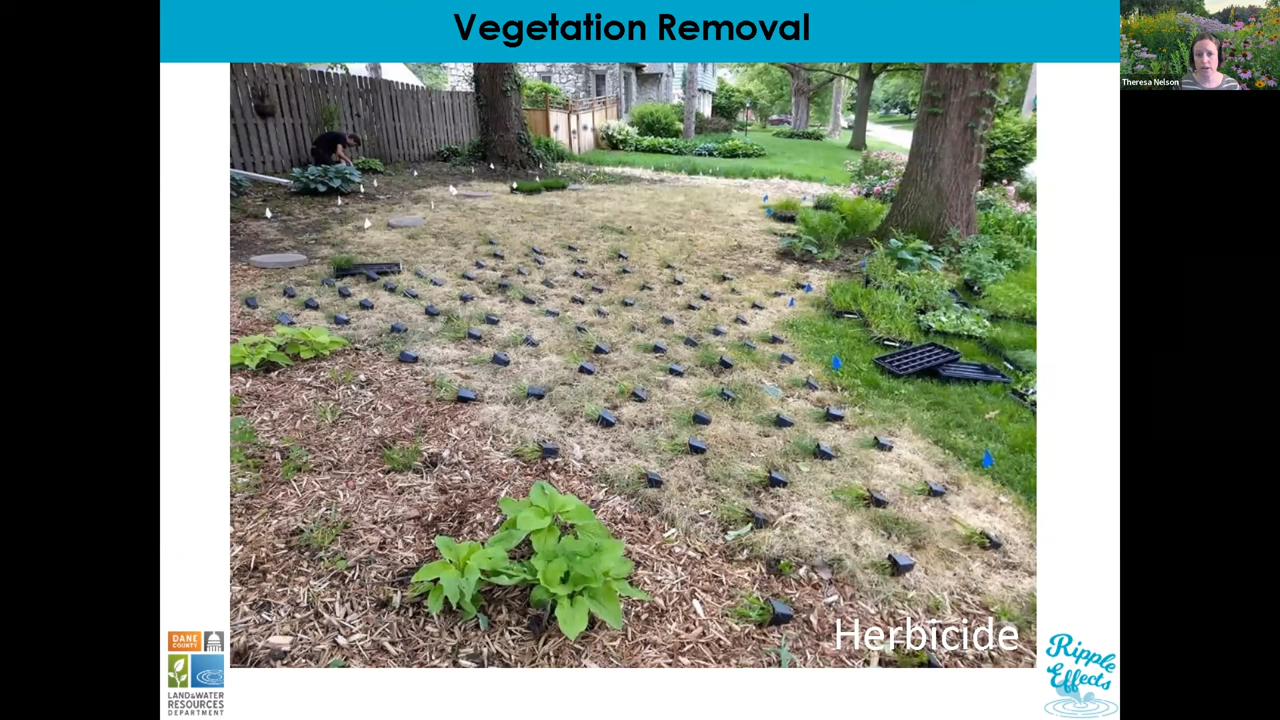 Vegetation Removal
Theresa Nelson
Herbicide
DANE
COUNTY
LAND & WATER
RESOURCES
DEPARTMENT
Ripple
Effects